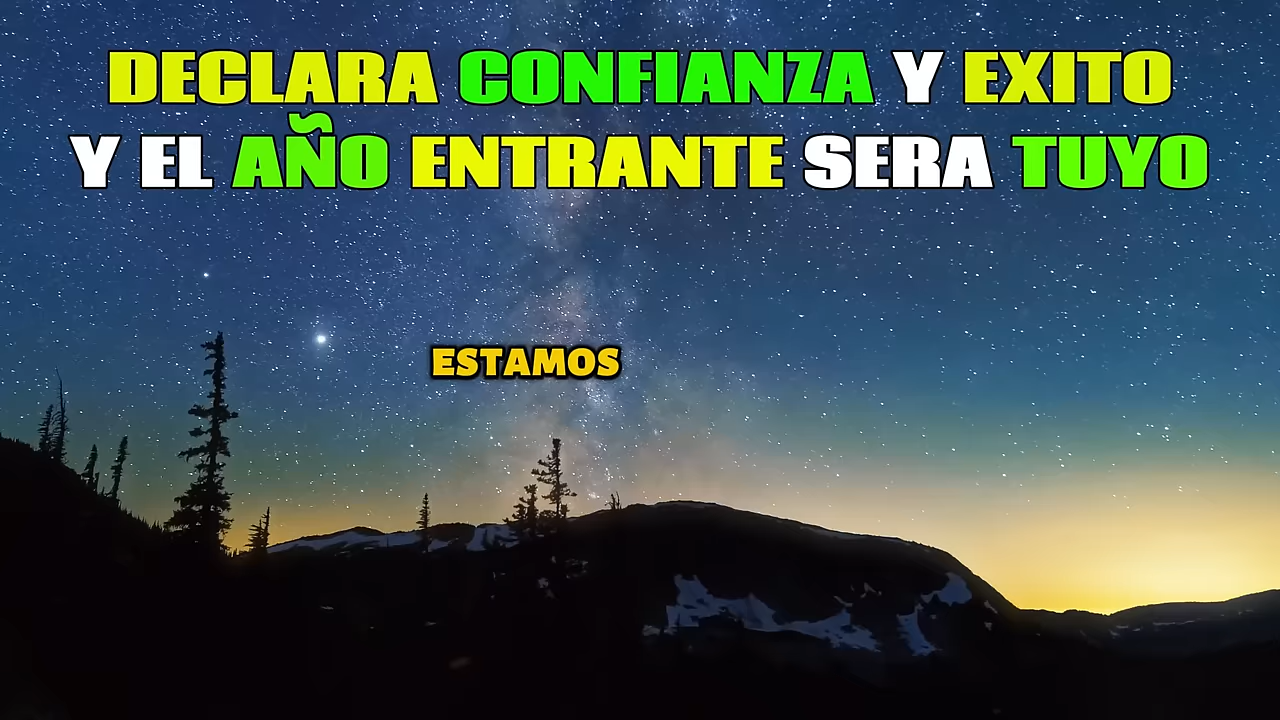 DECLARA CONFIANZA Y EXITO
Y EL AÑO ENTRANTE SERA TUYO
ESTAMOS